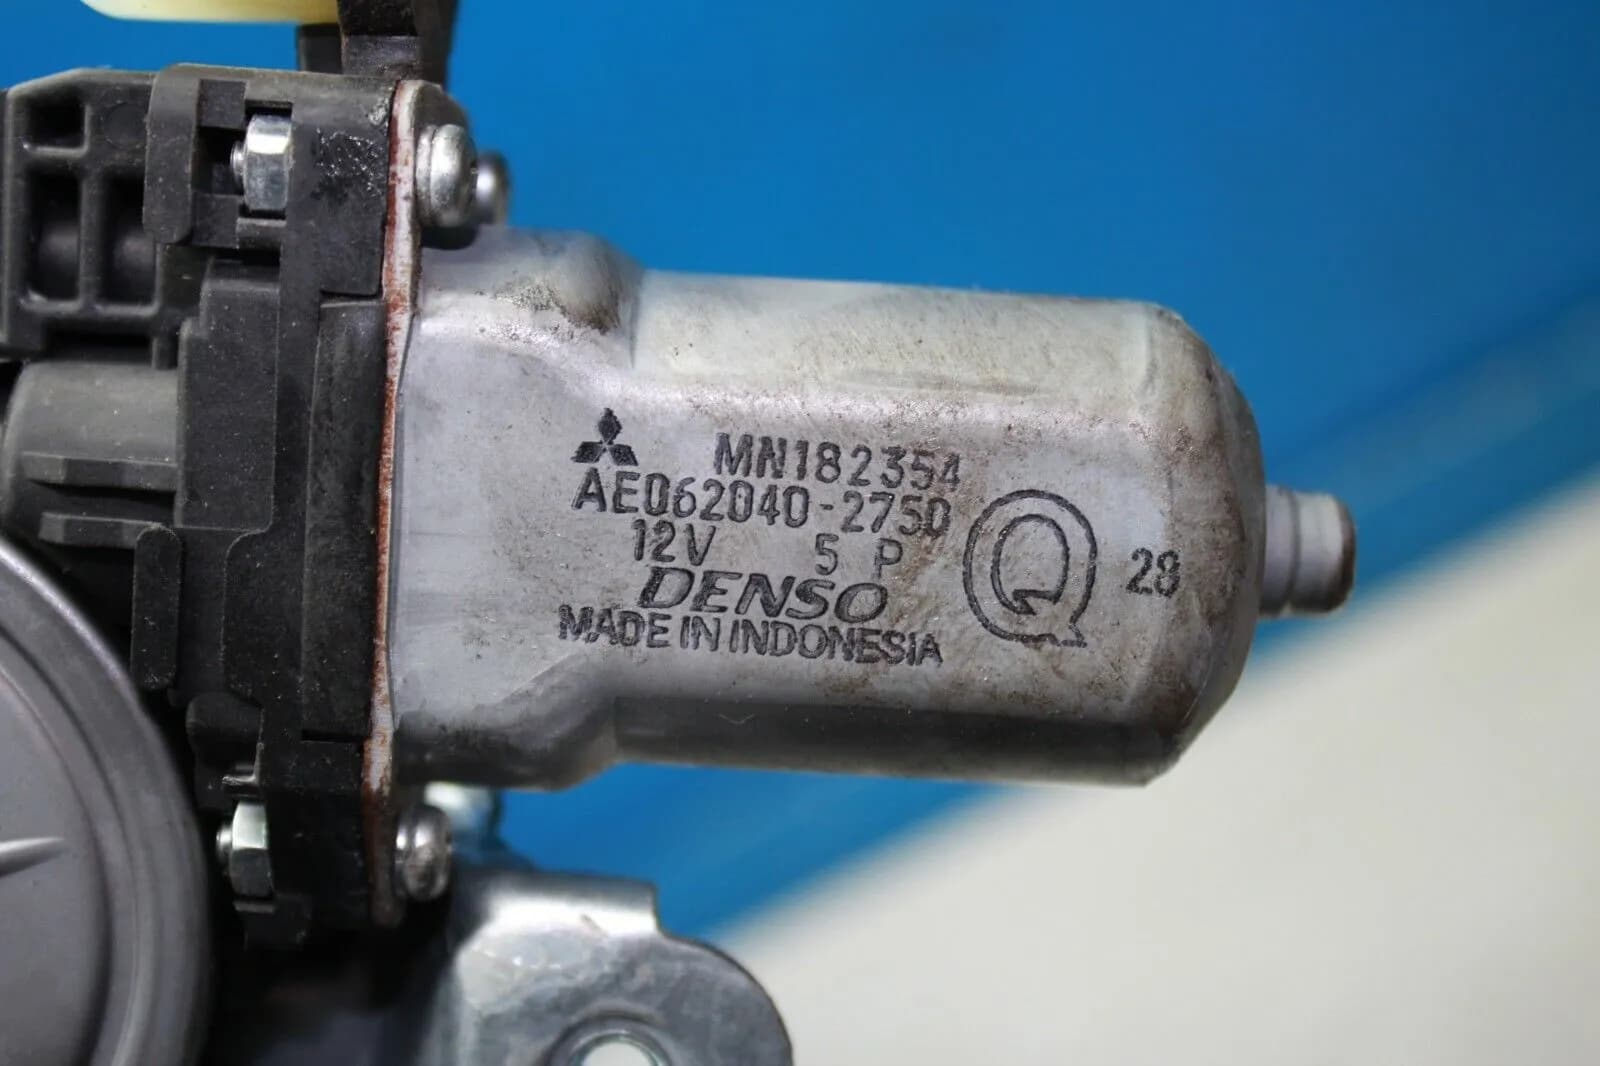 MN182354
AE062040-2750
12V 5 P
DENSO
MADE IN INDONESIA
Q 28